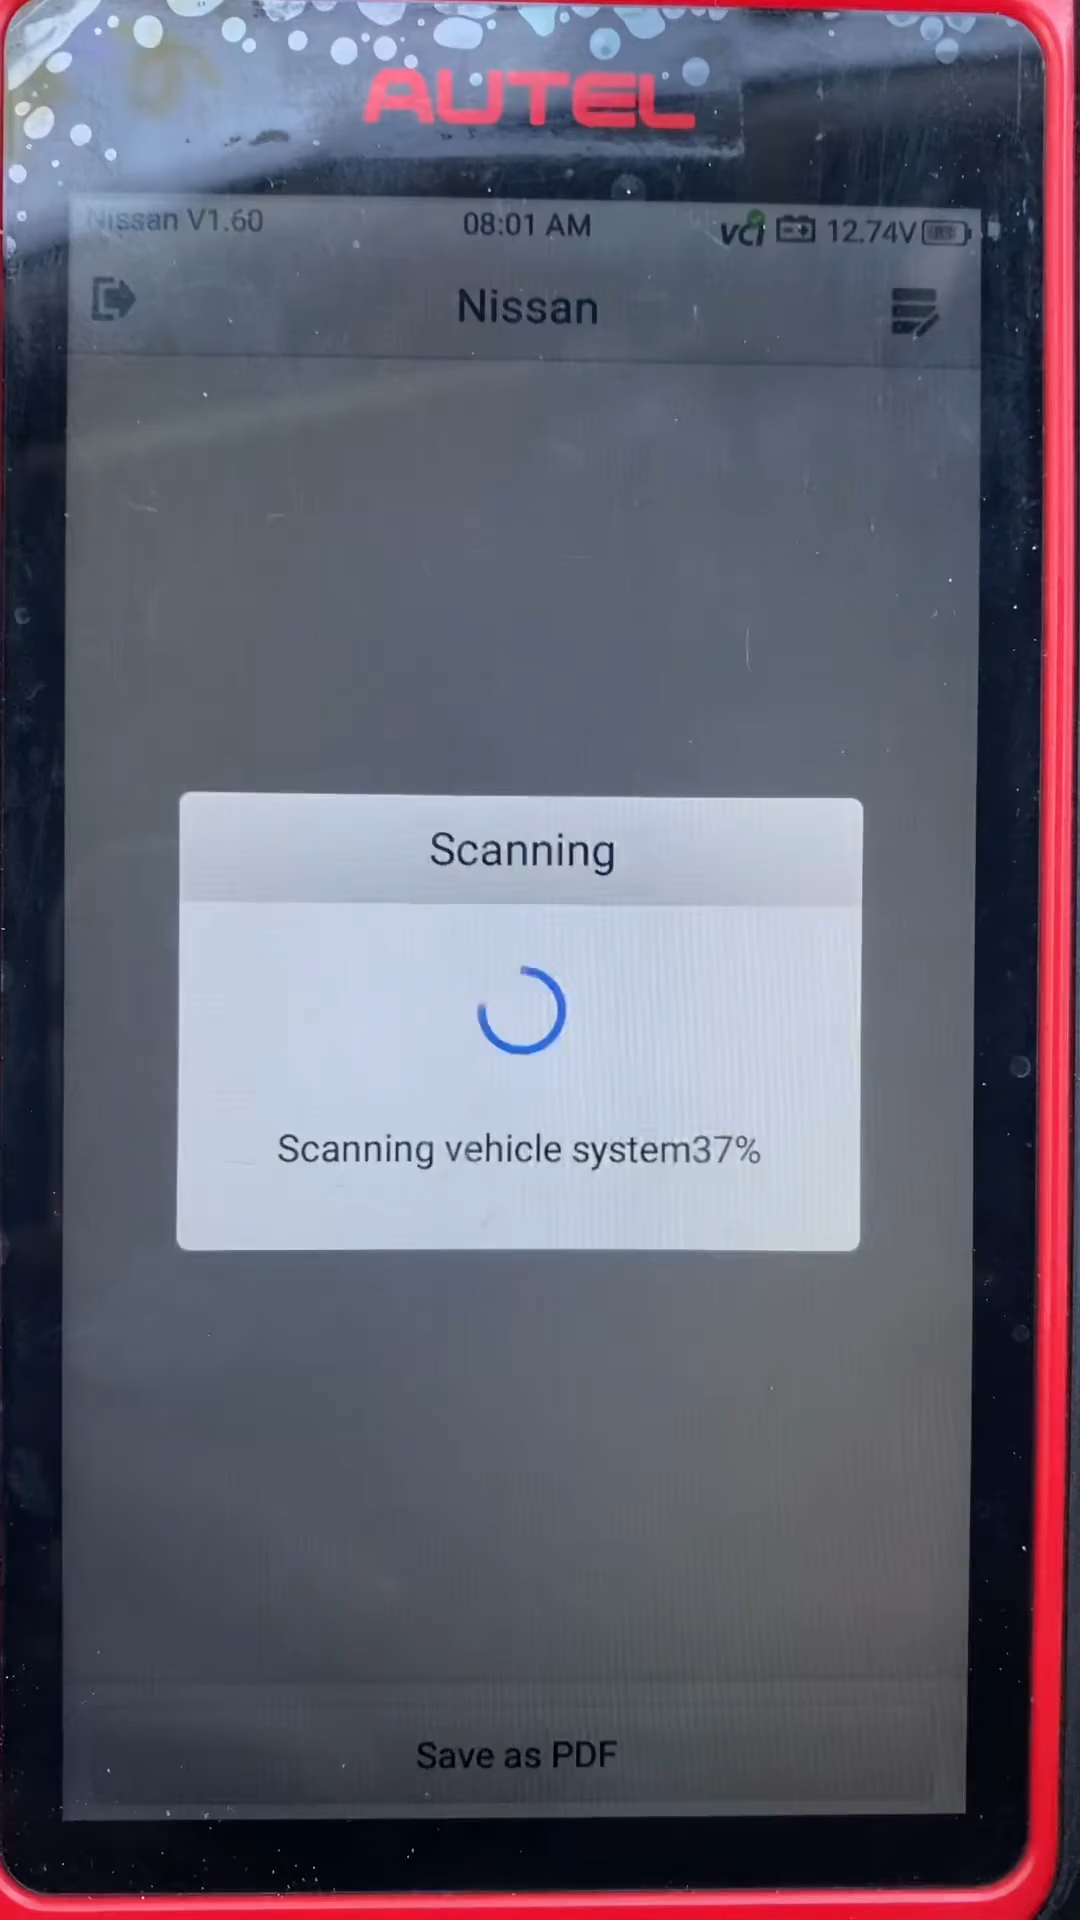 AUTEL
Nissan V1.60 08:01 AM VCI 12.74V
Nissan
Scanning
Scanning vehicle system37%
Save as PDF